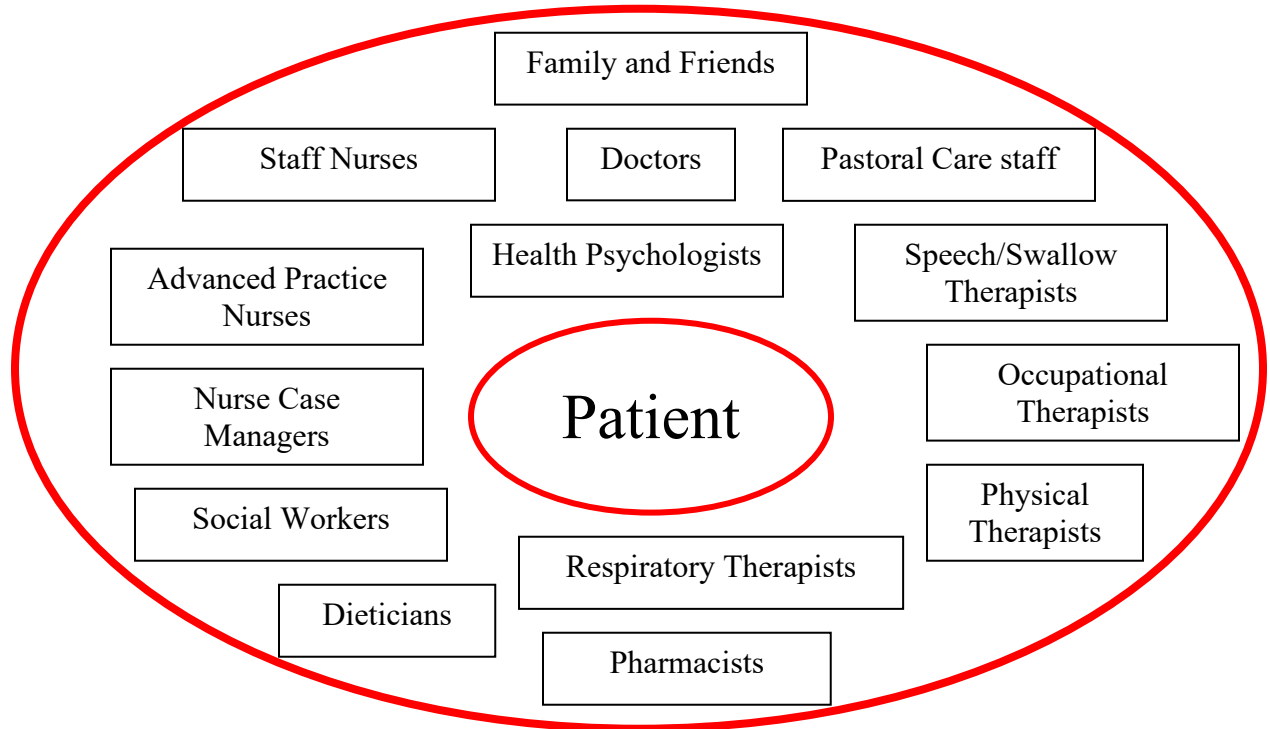 Family and Friends
Staff Nurses
Doctors
Pastoral Care staff
Health Psychologists
Speech/Swallow
Therapists
Advanced Practice
Nurses
Occupational
Therapists
Nurse Case
Managers
Patient
Physical
Therapists
Social Workers
Respiratory Therapists
Dieticians
Pharmacists